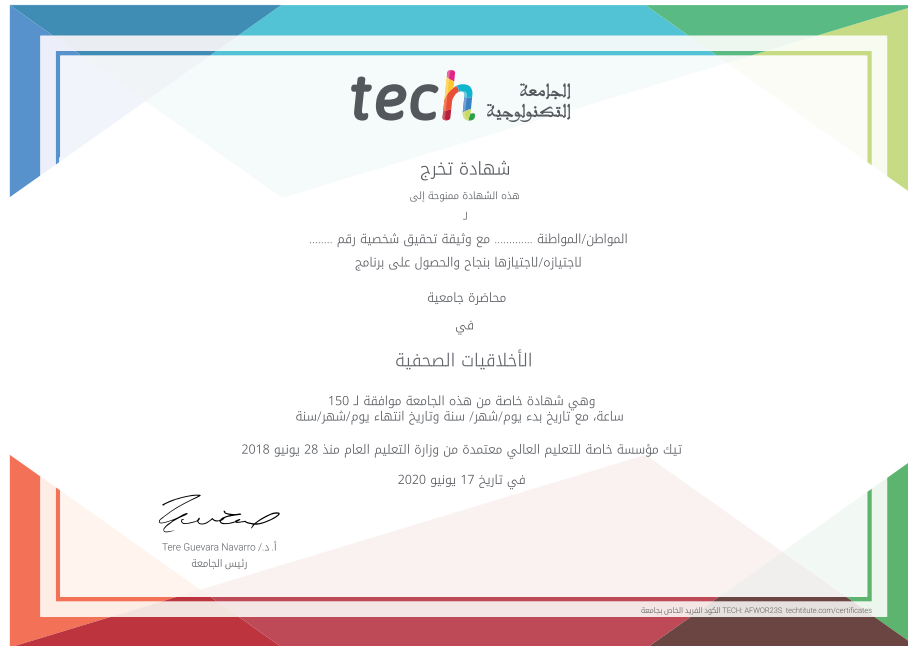 tech الجامعة
التكنولوجية
شهادة تخرج
هذه الشهادة ممنوحة إلى
لـ
المواطن/المواطنة ............. مع وثيقة تحقيق شخصية رقم ........
لاجتيازه/لاجتيازها بنجاح والحصول على برنامج
محاضرة جامعية
في
الأخلاقيات الصحفية
وهي شهادة خاصة من هذه الجامعة موافقة لـ 150
ساعة، مع تاريخ بدء يوم/شهر/ سنة وتاريخ انتهاء يوم/شهر/سنة
تيك مؤسسة خاصة للتعليم العالي معتمدة من وزارة التعليم العام منذ 28 يونيو 2018
في تاريخ 17 يونيو 2020
أ. د./ Tere Guevara Navarro
رئيس الجامعة
الكود الفريد الخاص بجامعة TECH: AFWOR23S techtitute.com/certificates